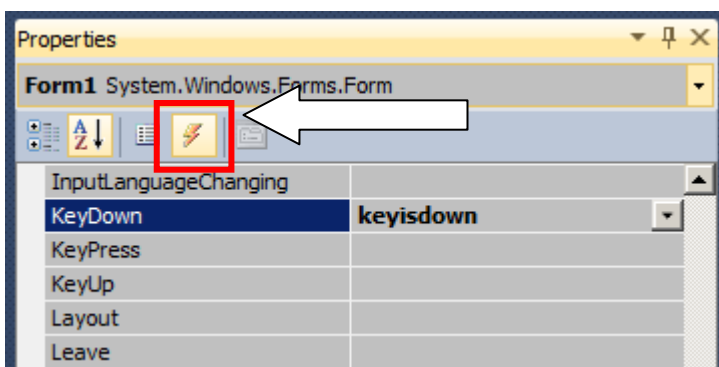 Properties
Form1 System.Windows.Forms.Form
A Z
InputLanguageChanging
KeyDown keyisdown
KeyPress
KeyUp
Layout
Leave